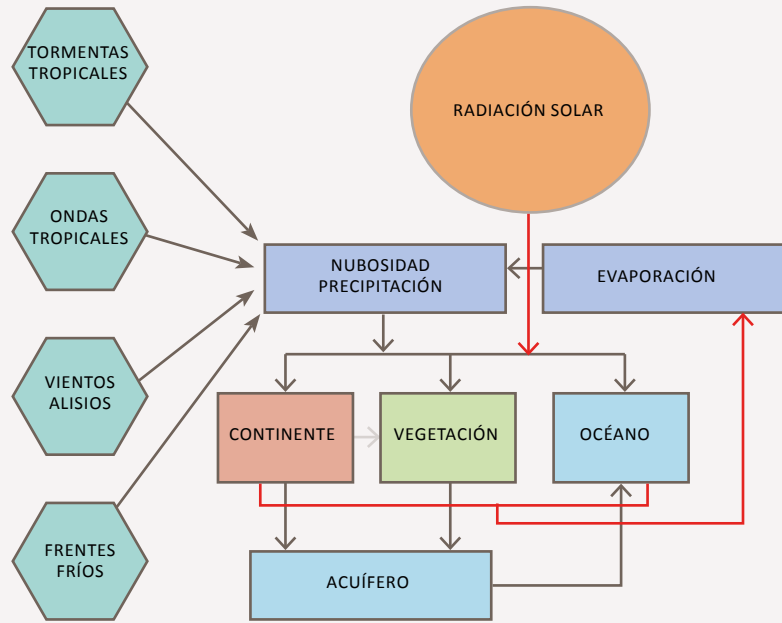 TORMENTAS
TROPICALES
RADIACIÓN SOLAR
ONDAS
TROPICALES
NUBOSIDAD
PRECIPITACIÓN
EVAPORACIÓN
VIENTOS
ALISIOS
CONTINENTE
VEGETACIÓN
OCÉANO
FRENTES
FRÍOS
ACUÍFERO